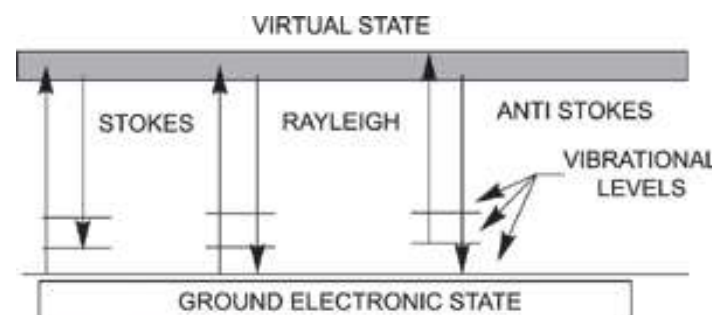 VIRTUAL STATE
STOKES
RAYLEIGH
ANTI STOKES
VIBRATIONAL
LEVELS
GROUND ELECTRONIC STATE